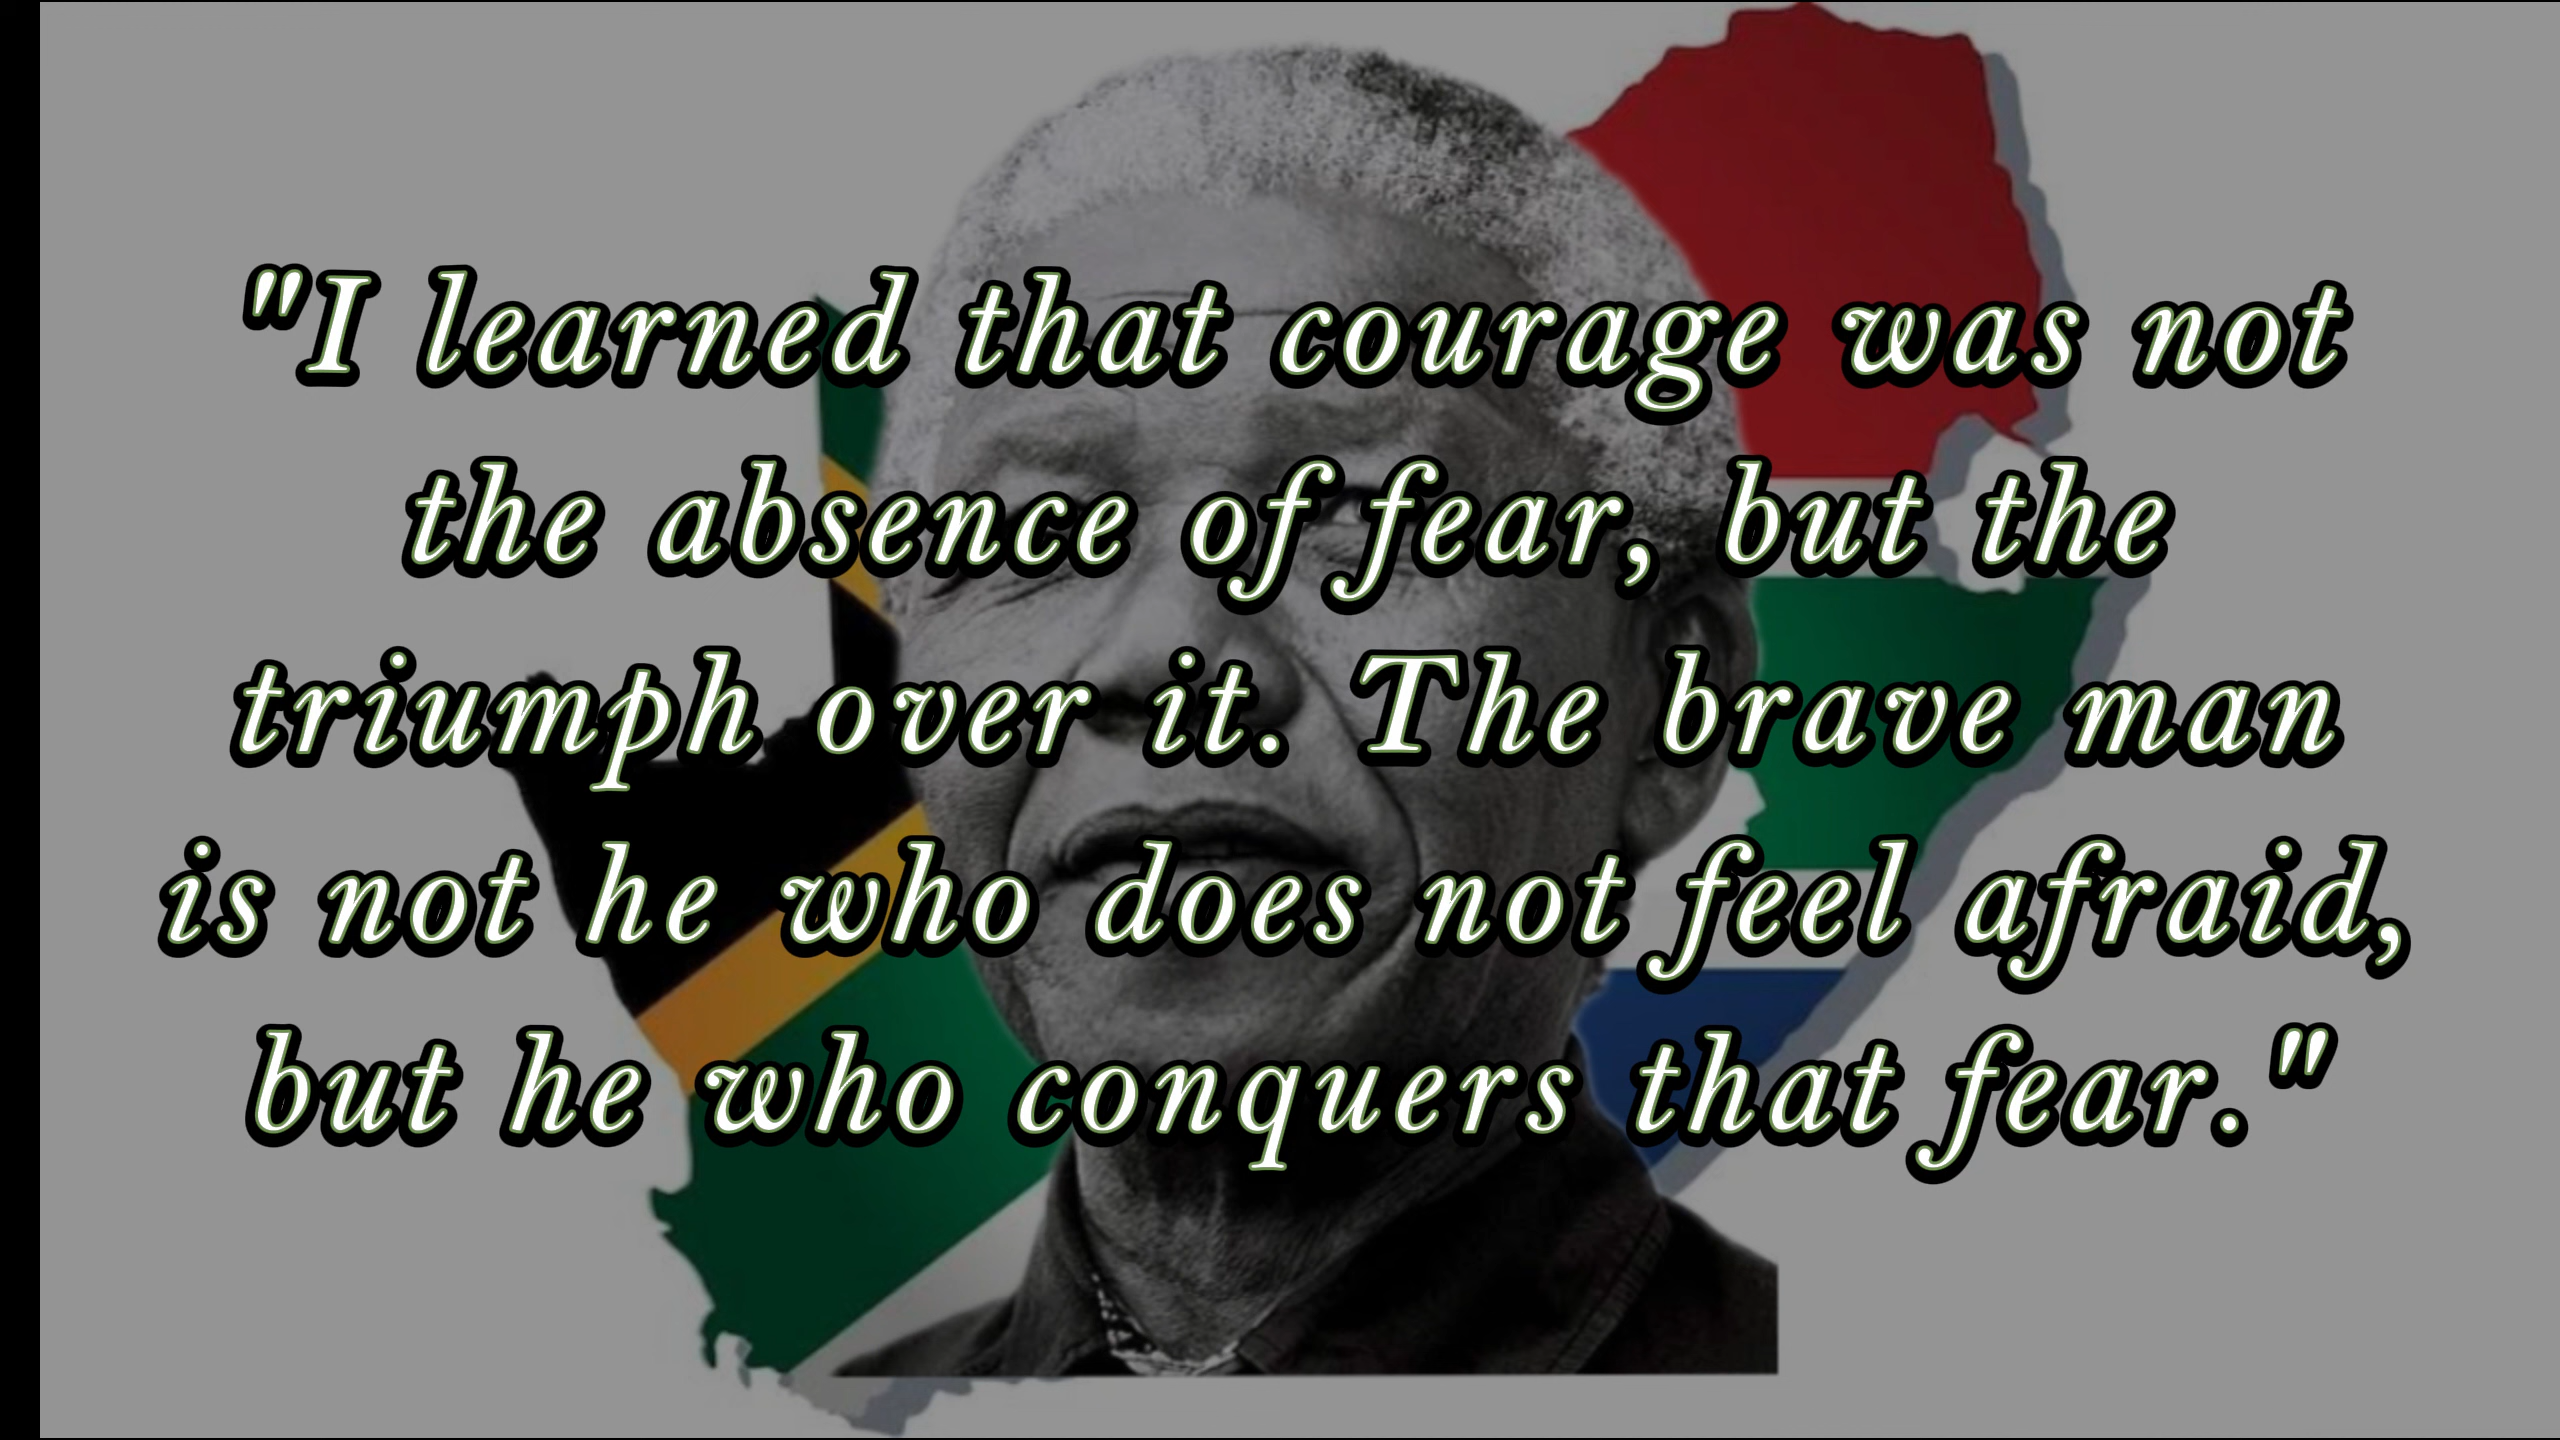 "I learned that courage was not
the absence of fear, but the
triumph over it. The brave man
is not he who does not feel afraid,
but he who conquers that fear."